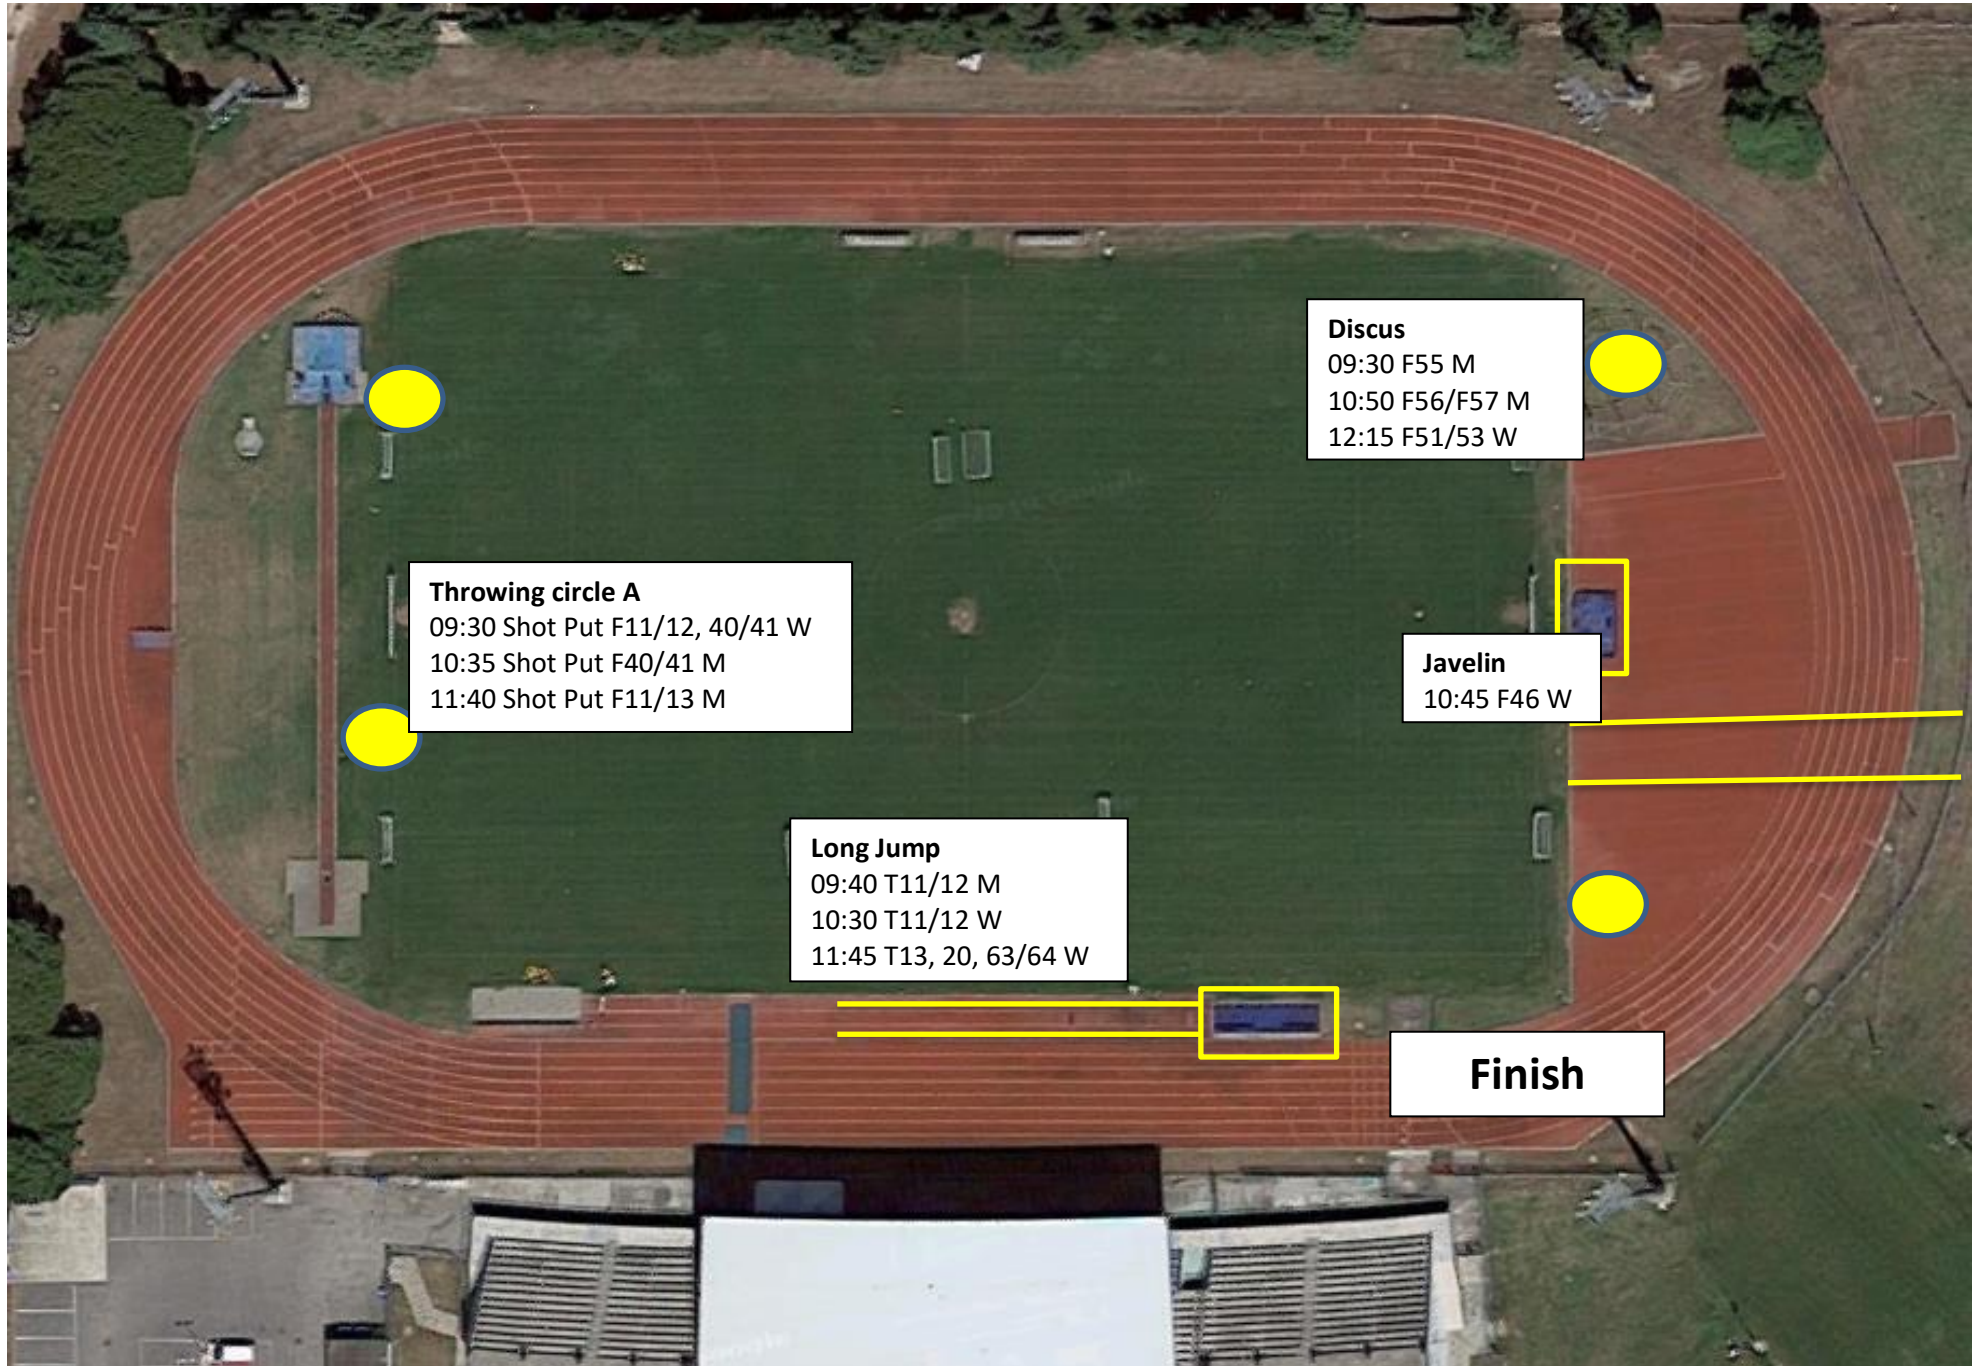 Discus
09:30 F55 M
10:50 F56/F57 M
12:15 F51/53 W
Throwing circle A
09:30 Shot Put F11/12, 40/41 W
10:35 Shot Put F40/41 M
11:40 Shot Put F11/13 M
Javelin
10:45 F46 W
Long Jump
09:40 T11/12 M
10:30 T11/12 W
11:45 T13, 20, 63/64 W
Finish